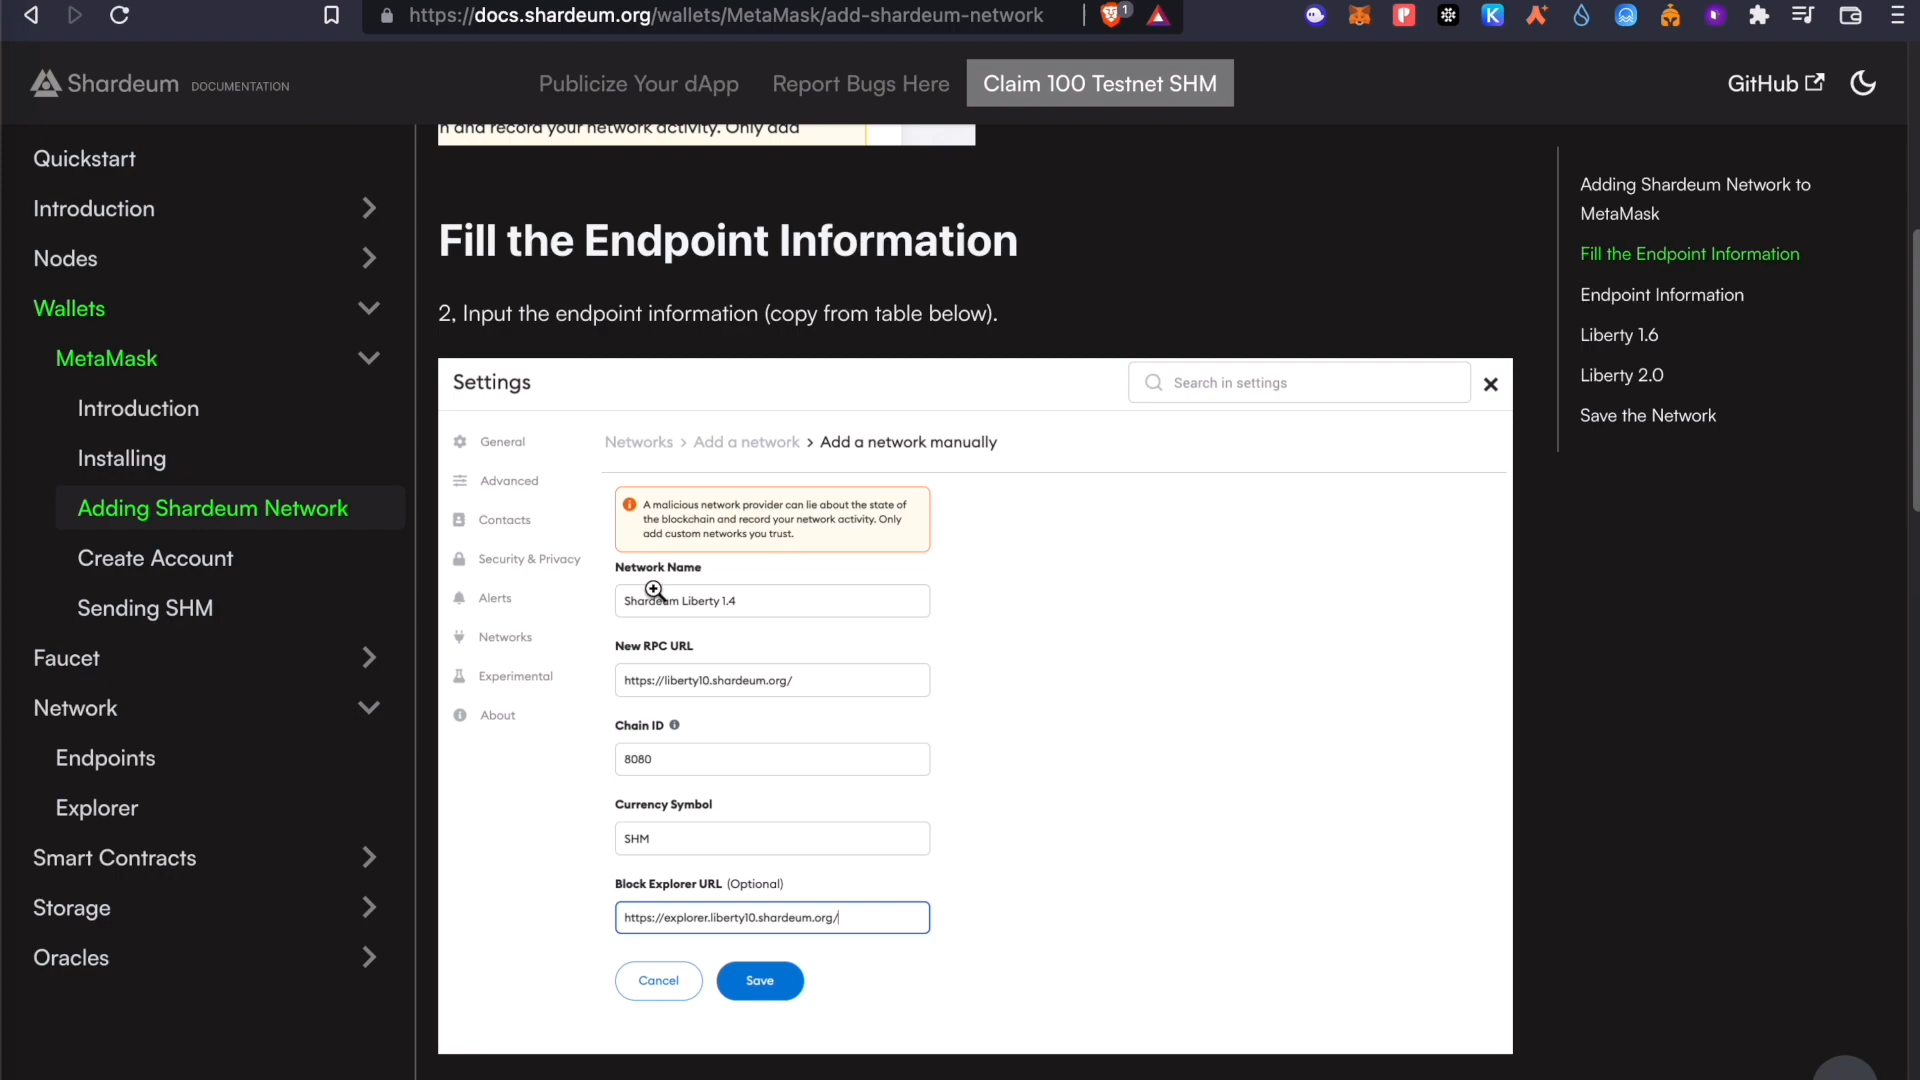 https://docs.shardeum.org/wallets/MetaMask/add-shardeum-network
1
Shardeum DOCUMENTATION
Publicize Your dApp
Report Bugs Here
Claim 100 Testnet SHM
GitHub
Quickstart
Introduction
Nodes
Wallets
MetaMask
Introduction
Installing
Adding Shardeum Network
Create Account
Sending SHM
Faucet
Network
Endpoints
Explorer
Smart Contracts
Storage
Oracles
n and record your network activity. Only add
Fill the Endpoint Information
2, Input the endpoint information (copy from table below).
Settings
Search in settings
General
Advanced
Contacts
Security & Privacy
Alerts
Networks
Experimental
About
Networks > Add a network > Add a network manually
A malicious network provider can lie about the state of
the blockchain and record your network activity. Only
add custom networks you trust.
Network Name
Shardeum Liberty 1.4
New RPC URL
https://liberty10.shardeum.org/
Chain ID
8080
Currency Symbol
SHM
Block Explorer URL (Optional)
https://explorer.liberty10.shardeum.org/
Cancel
Save
Adding Shardeum Network to
MetaMask
Fill the Endpoint Information
Endpoint Information
Liberty 1.6
Liberty 2.0
Save the Network